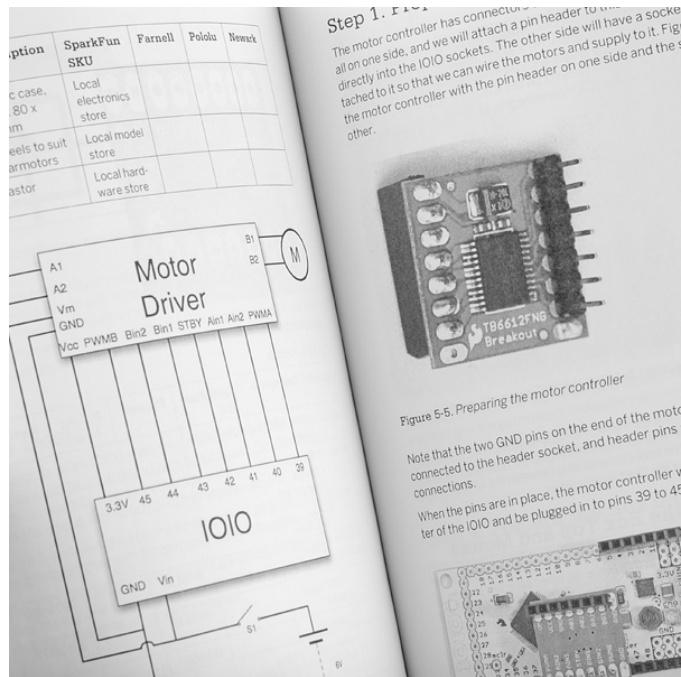 SparkFun Farnell Pololu Newark
SKU
c case, Local
80 x electronics
store
to suit Local model
store
Local hard-
ware store
A1
A2
Vm
GND
Motor
Driver
B1
B2
M
Vcc PWMB Bin2 Bin1 STBY Ain1 Ain2 PWMA
3.3V 45 44 43 42 41 40 39
IOIO
GND Vin
S1
6V
Step 1.
The motor controller has connectors
all on one side, and we will attach a pin header to
directly into the IOIO sockets. The other side will have a
tached to it so that we can wire the motors and supply to it.
the motor controller with the pin header on one side and the
other.
TB6612FNG
Breakout
Figure 5-5. Preparing the motor controller
Note that the two GND pins on the end of the
connected to the header socket, and header pins
connections.
When the pins are in place, the motor controller
ter of the IOIO and be plugged in to pins 39 to
3.3V
GND